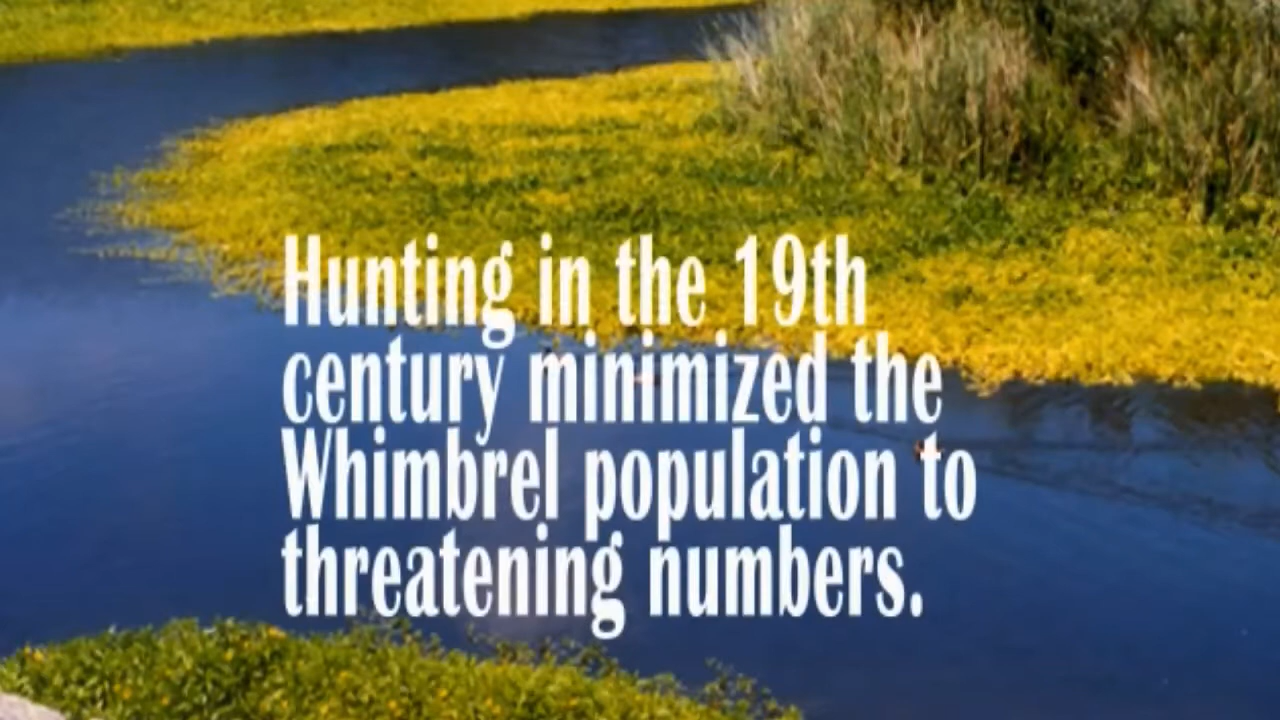 Hunting in the 19th
century minimized the
Whimbrel population to
threatening numbers.